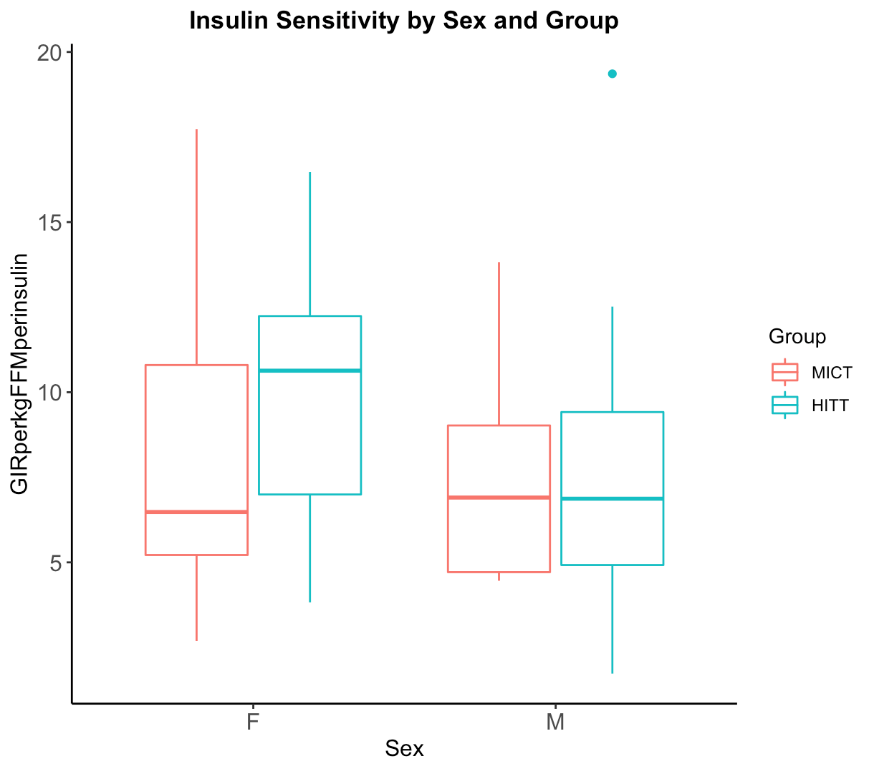 Insulin Sensitivity by Sex and Group
GIRperkgFFMperinsulin
20
15
10
5
F
M
Sex
Group
MICT
HITT